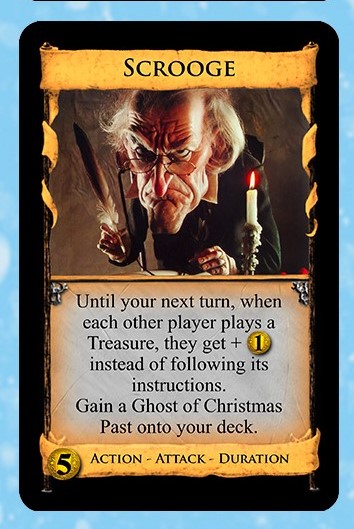 SCROOGE
Until your next turn, when
each other player plays a
Treasure, they get + 1
instead of following its
instructions.
Gain a Ghost of Christmas
Past onto your deck.
5 ACTION - ATTACK - DURATION